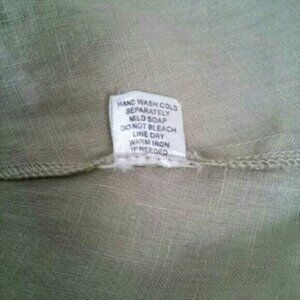 HAND WASH COLD
SEPARATELY
MILD SOAP
DO NOT BLEACH
LINE DRY
WARM IRON
IF NEEDED